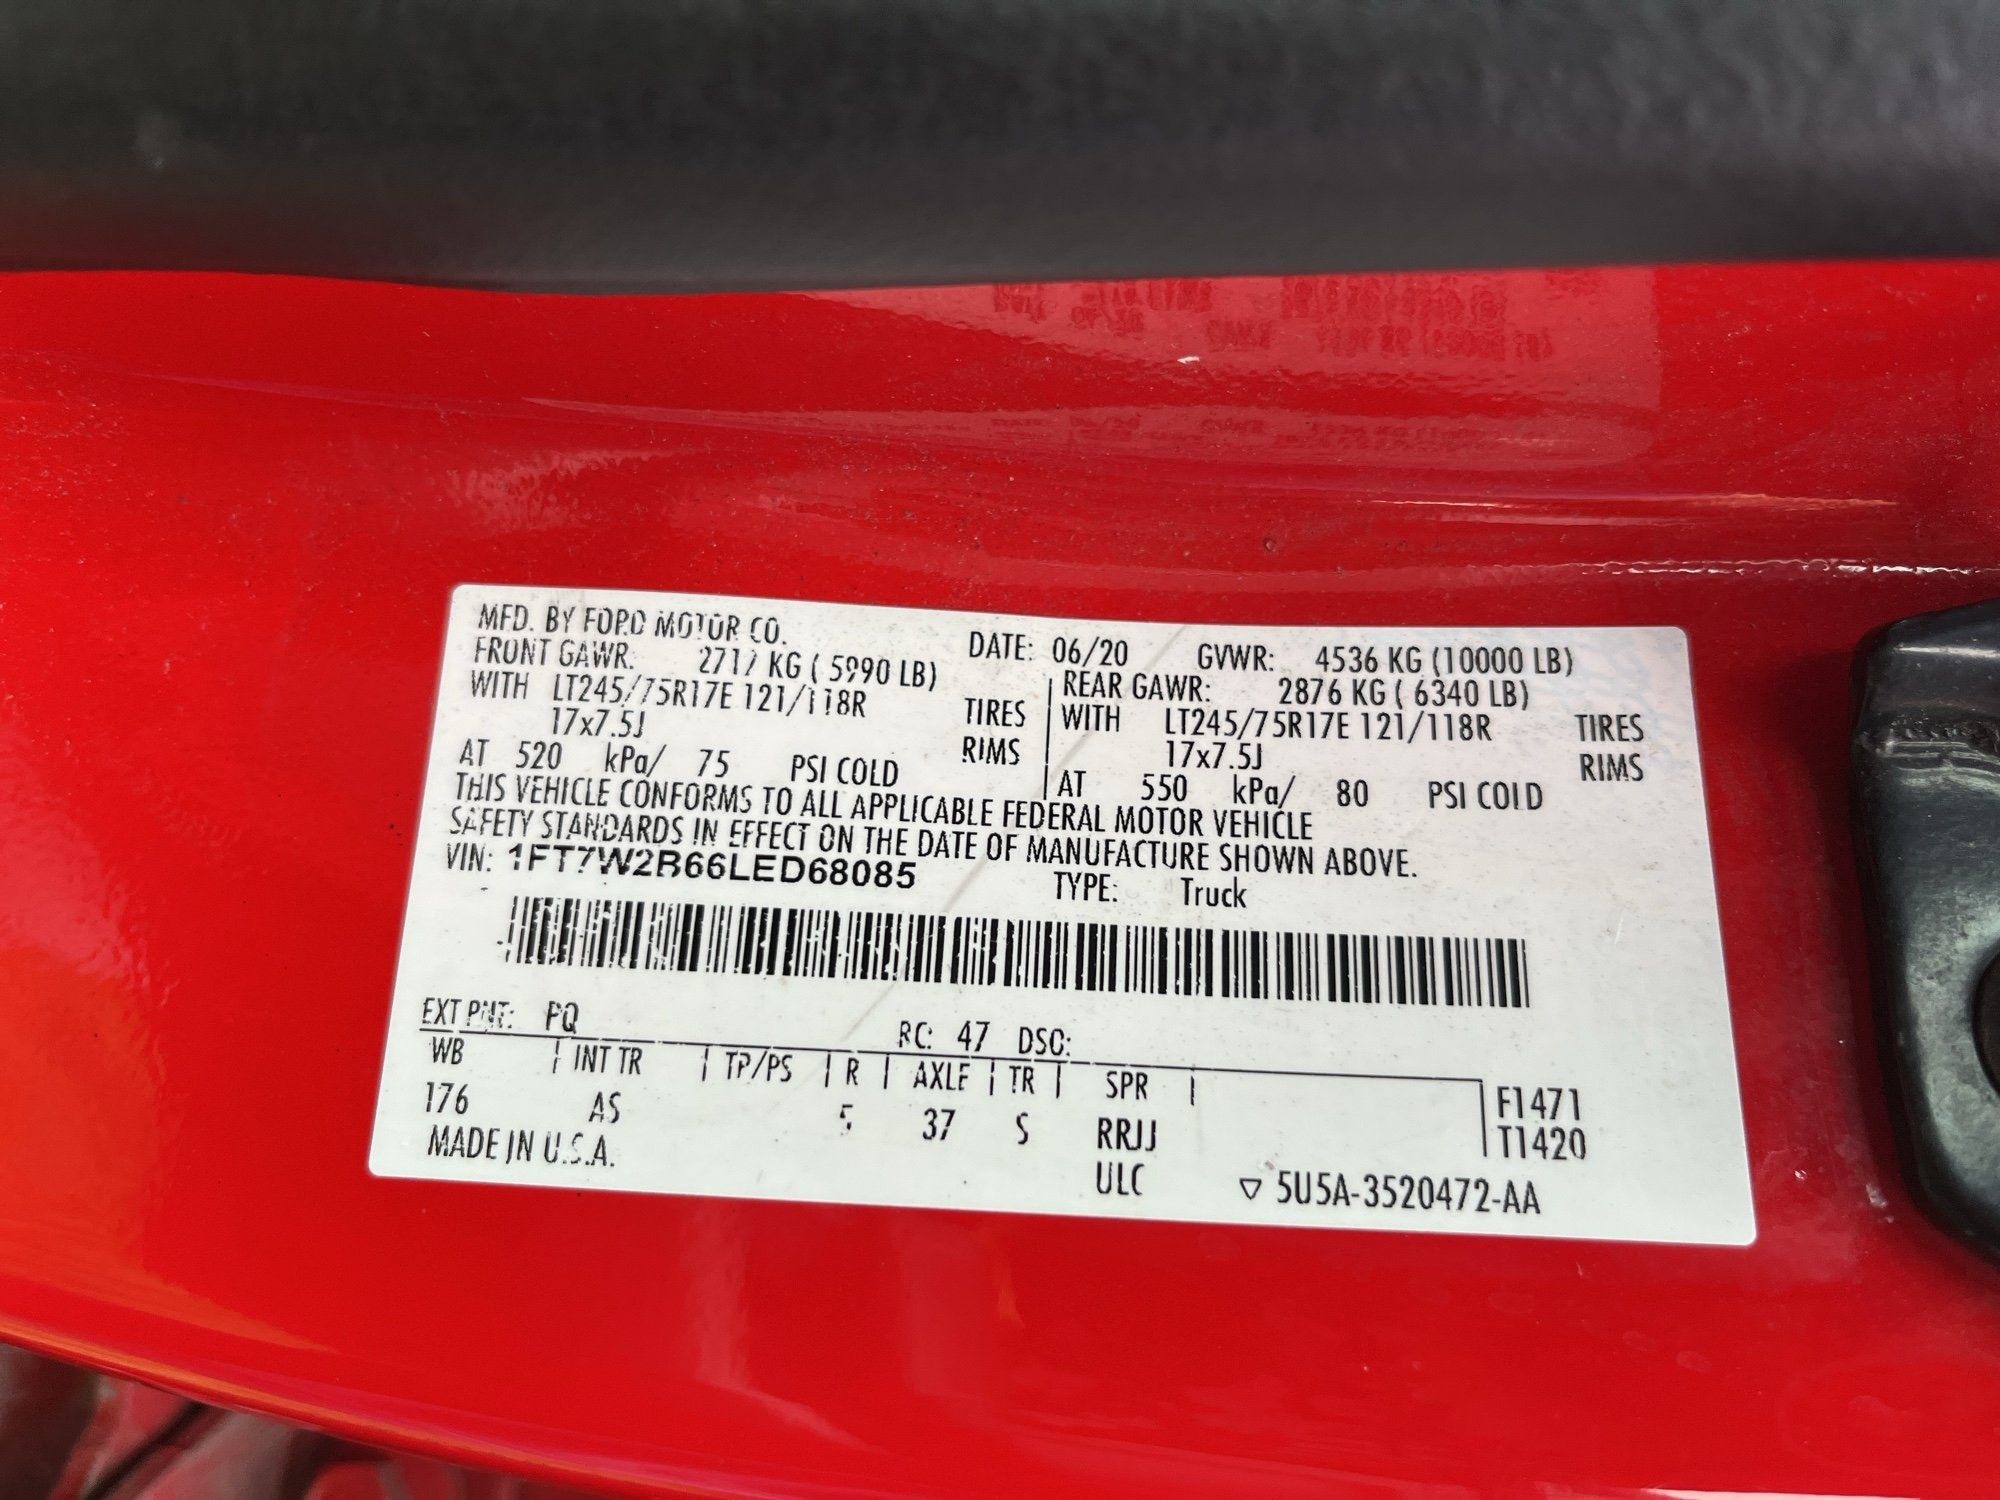 MFD. BY FORD MOTOR CO. DATE: 06/20 GVWR: 4536 KG (10000 LB)
FRONT GAWR: 2717 KG ( 5990 LB) REAR GAWR: 2876 KG ( 6340 LB)
WITH LT245/75R17E 121/118R TIRES WITH LT245/75R17E 121/118R TIRES
17x7.5J RIMS 17x7.5J RIMS
AT 520 kPa/ 75 PSI COLD AT 550 kPa/ 80 PSI COLD
THIS VEHICLE CONFORMS TO ALL APPLICABLE FEDERAL MOTOR VEHICLE
SAFETY STANDARDS IN EFFECT ON THE DATE OF MANUFACTURE SHOWN ABOVE.
VIN: 1FT7W2B66LED68085 TYPE: Truck
EXT PNT: PQ RC: 47 DSO:
WB | INT TR | TP/PS | R | AXLE | TR | SPR | F1471
176 AS 5 37 S RRJJ T1420
MADE IN U.S.A. ULC ▽ 5U5A-3520472-AA